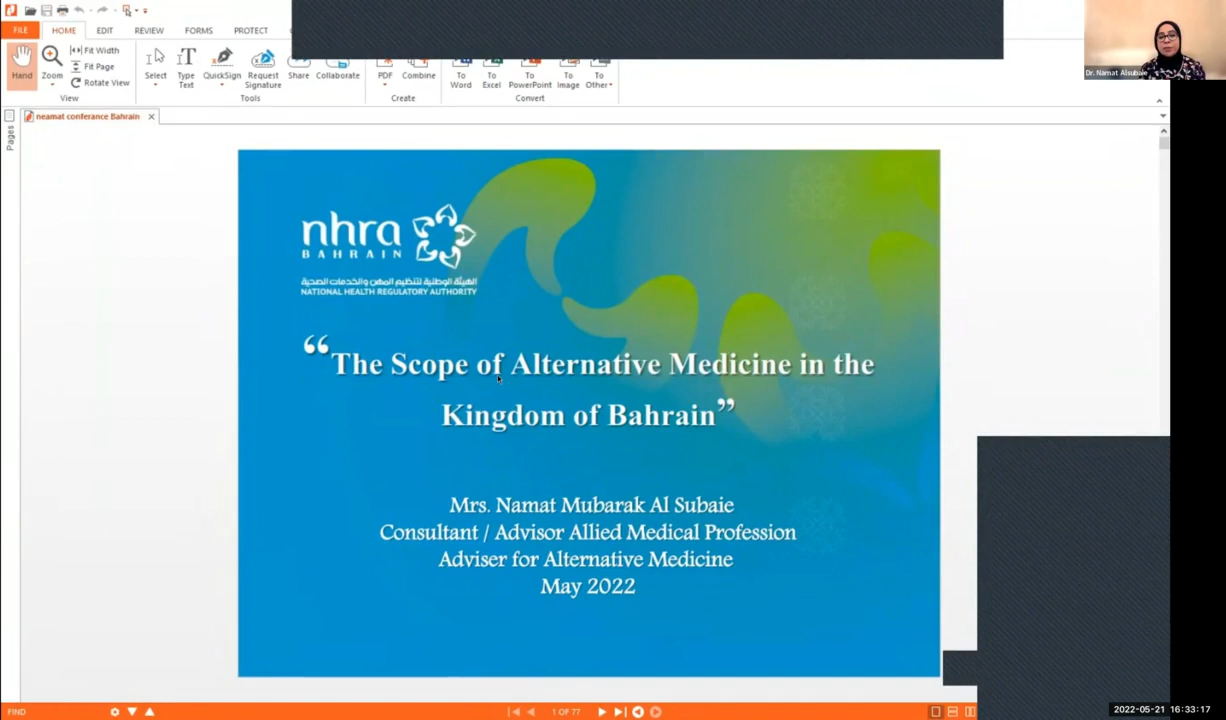 FILE HOME EDIT REVIEW FORMS PROTECT
Hand
Zoom
Fit Width
Fit Page
Rotate View
View
Select
Type Text
QuickSign
Request Signature
Share
Collaborate
Tools
PDF
Combine
Create
To Word
To Excel
To PowerPoint
To Image
To Other
Convert
Dr. Namat Alsubaie
neamat conferance Bahrain
Pages
nhra
BAHRAIN
الهيئة الوطنية لتنظيم المهن والخدمات الصحية
NATIONAL HEALTH REGULATORY AUTHORITY
“The Scope of Alternative Medicine in the
Kingdom of Bahrain”
Mrs. Namat Mubarak Al Subaie
Consultant / Advisor Allied Medical Profession
Adviser for Alternative Medicine
May 2022
FIND
1 OF 77
2022-05-21 16:33:17